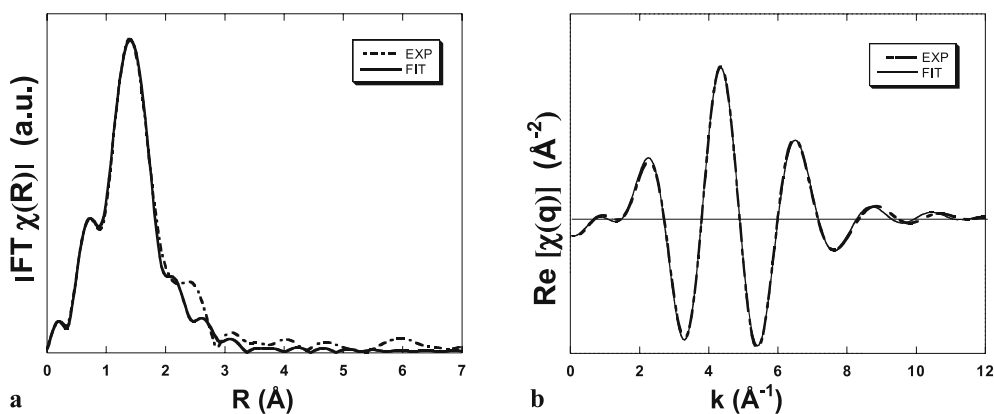 EXP
FIT
|FT χ(R)| (a.u.)
0 1 2 3 4 5 6 7
R (Å)
a
EXP
FIT
Re [χ(q)] (Å⁻²)
0 2 4 6 8 10 12
k (Å⁻¹)
b